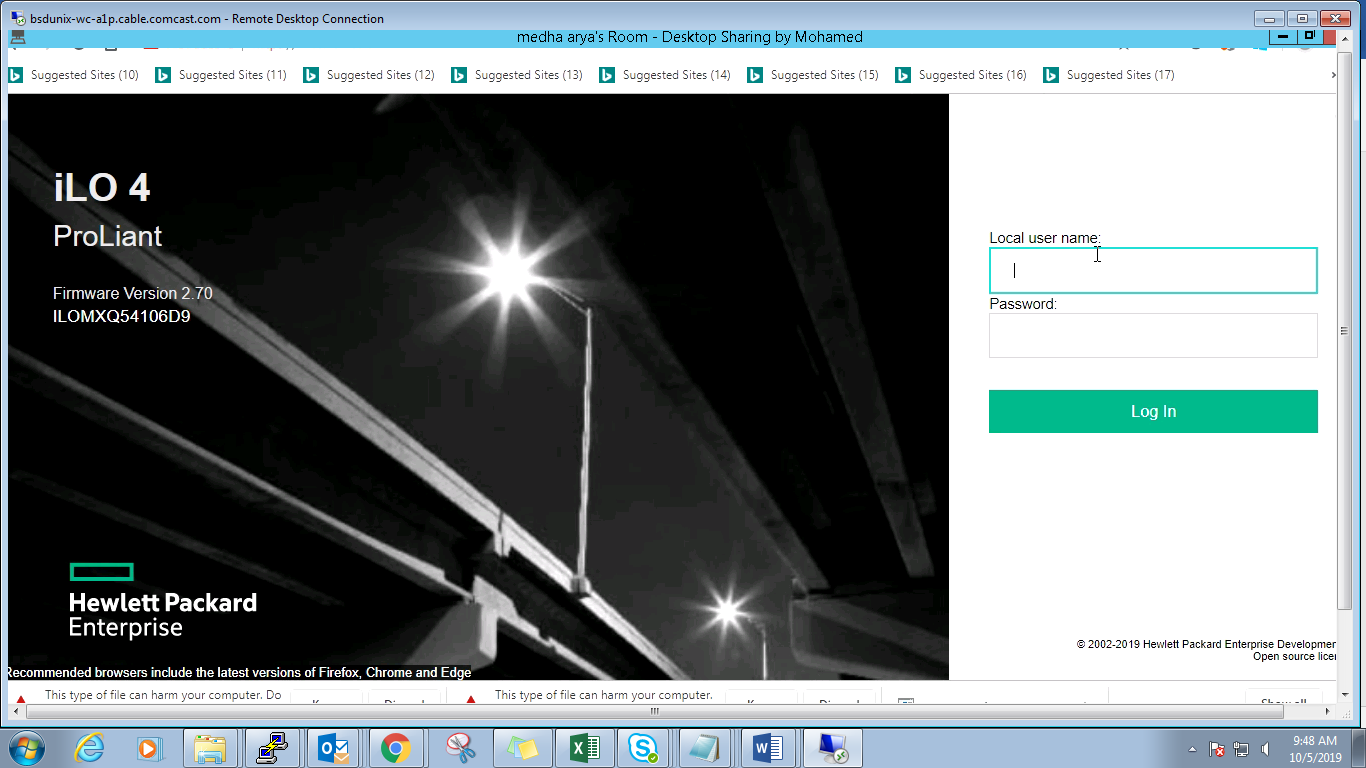 bsdunix-wc-a1p.cable.comcast.com - Remote Desktop Connection
medha arya's Room - Desktop Sharing by Mohamed
Suggested Sites (10) Suggested Sites (11) Suggested Sites (12) Suggested Sites (13) Suggested Sites (14) Suggested Sites (15) Suggested Sites (16) Suggested Sites (17)
iLO 4
ProLiant
Firmware Version 2.70
ILOMXQ54106D9
Local user name:
Password:
Log In
Hewlett Packard
Enterprise
© 2002-2019 Hewlett Packard Enterprise Developmen
Open source licen
Recommended browsers include the latest versions of Firefox, Chrome and Edge
This type of file can harm your computer. Do
This type of file can harm your computer.
Show all
9:48 AM
10/5/2019